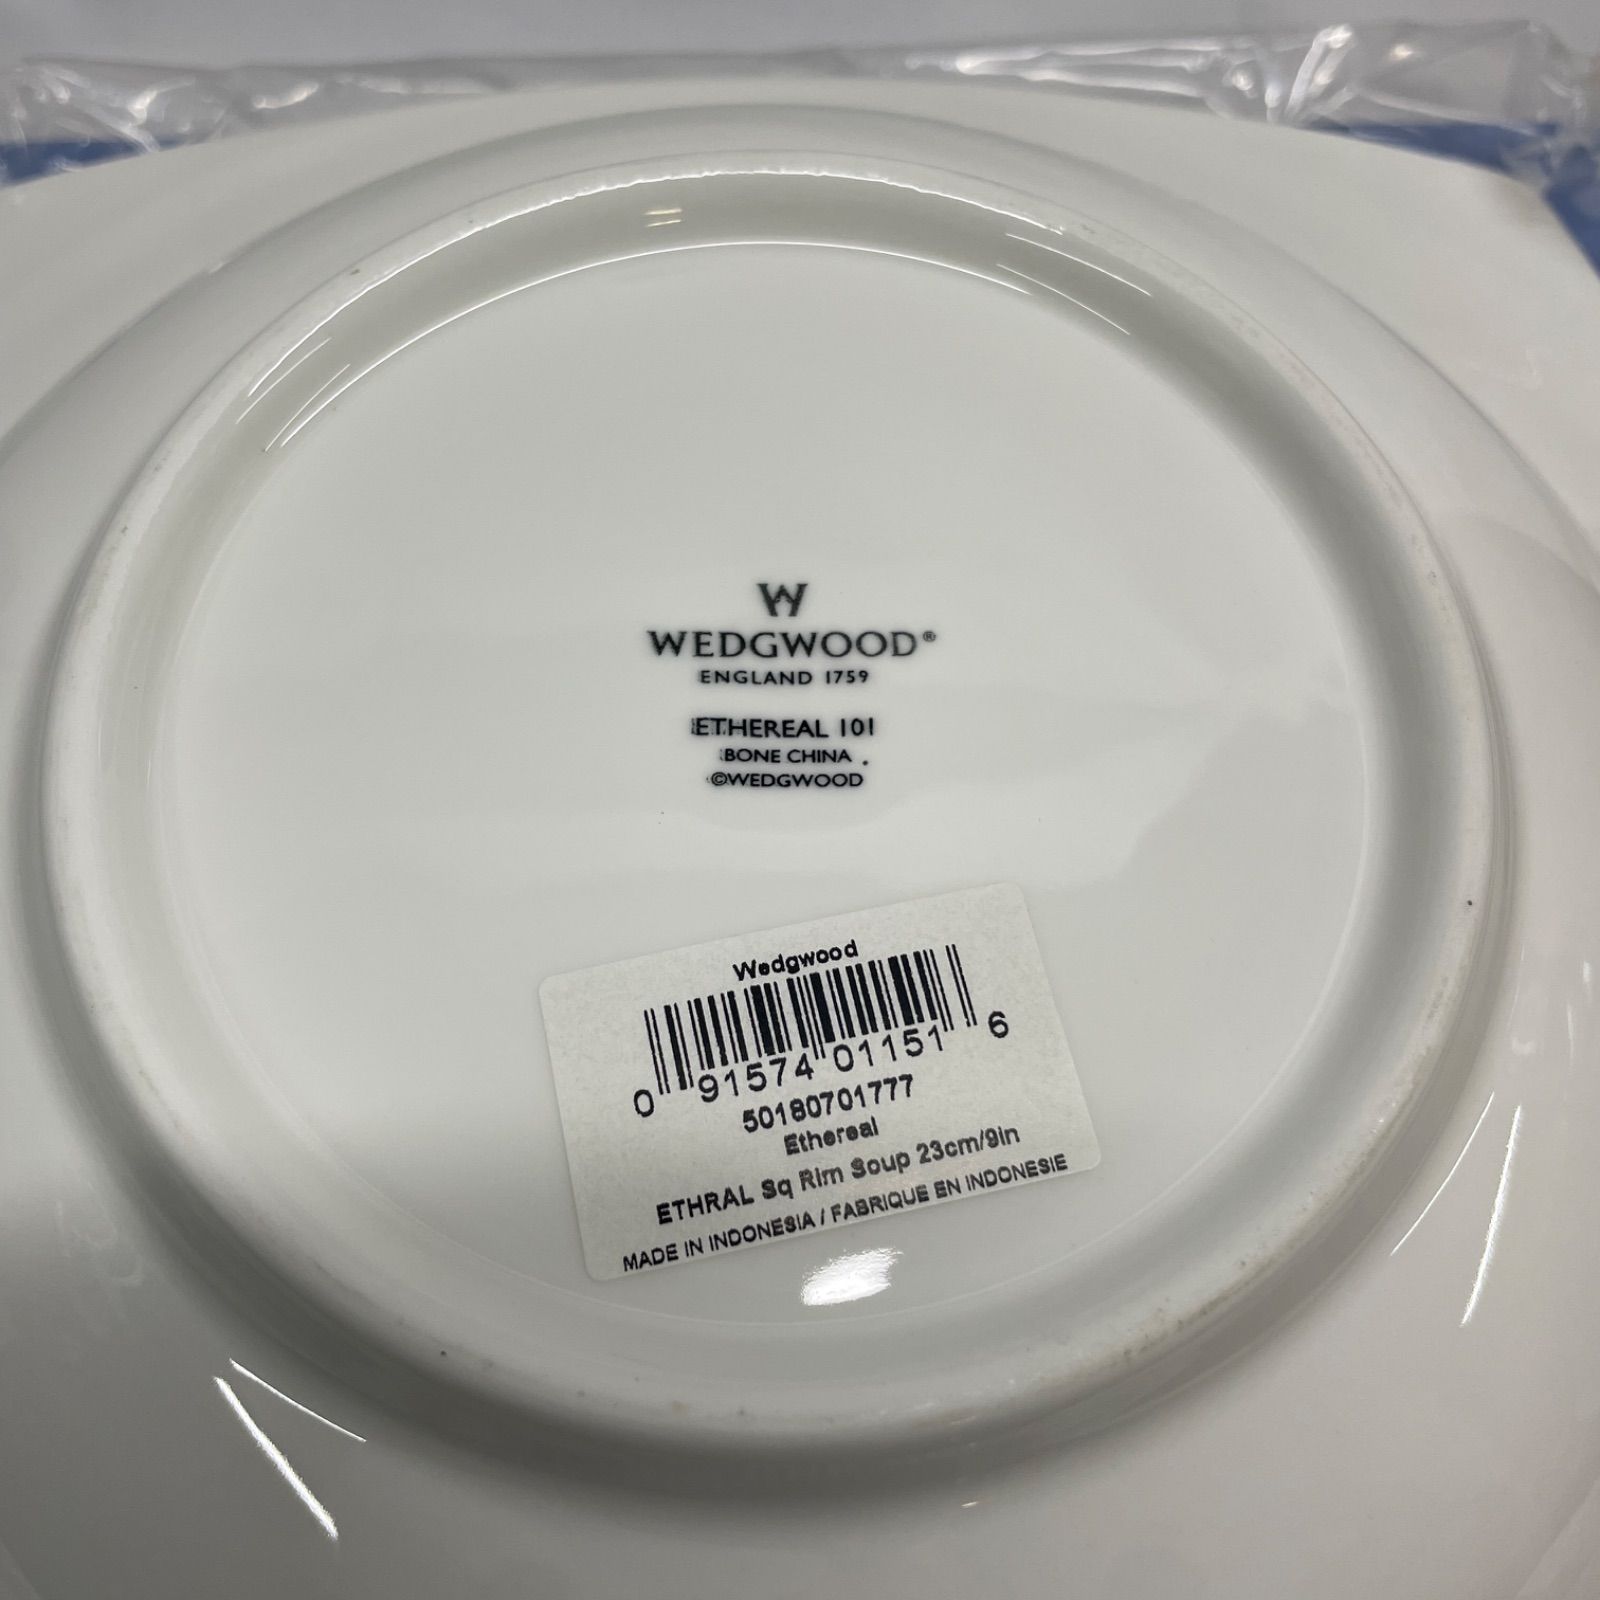 W
WEDGWOOD®
ENGLAND 1759
ETHEREAL 101
BONE CHINA
©WEDGWOOD
Wedgwood
0 91574 01151 6
50180701777
Ethereal
ETHRAL Sq Rim Soup 23cm/9in
MADE IN INDONESIA / FABRIQUE EN INDONESIE